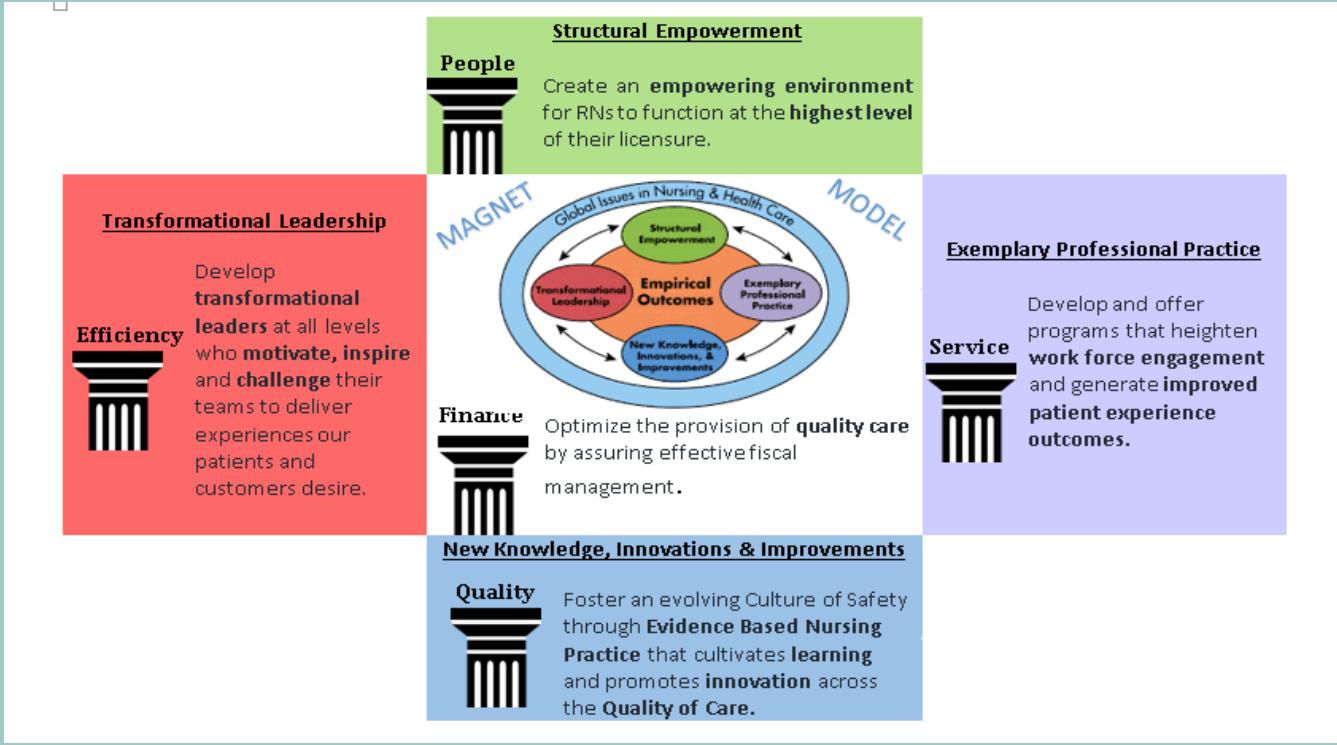 Structural Empowerment
People
Create an empowering environment
for RNs to function at the highest level
of their licensure.
Transformational Leadership
Efficiency
Develop
transformational
leaders at all levels
who motivate, inspire
and challenge their
teams to deliver
experiences our
patients and
customers desire.
MAGNET
MODEL
Global Issues in Nursing & Health Care
Structural
Empowerment
Transformational
Leadership
Empirical
Outcomes
Exemplary
Professional
Practice
New Knowledge,
Innovations, &
Improvements
Finance
Optimize the provision of quality care
by assuring effective fiscal
management.
Exemplary Professional Practice
Service
Develop and offer
programs that heighten
work force engagement
and generate improved
patient experience
outcomes.
New Knowledge, Innovations & Improvements
Quality
Foster an evolving Culture of Safety
through Evidence Based Nursing
Practice that cultivates learning
and promotes innovation across
the Quality of Care.